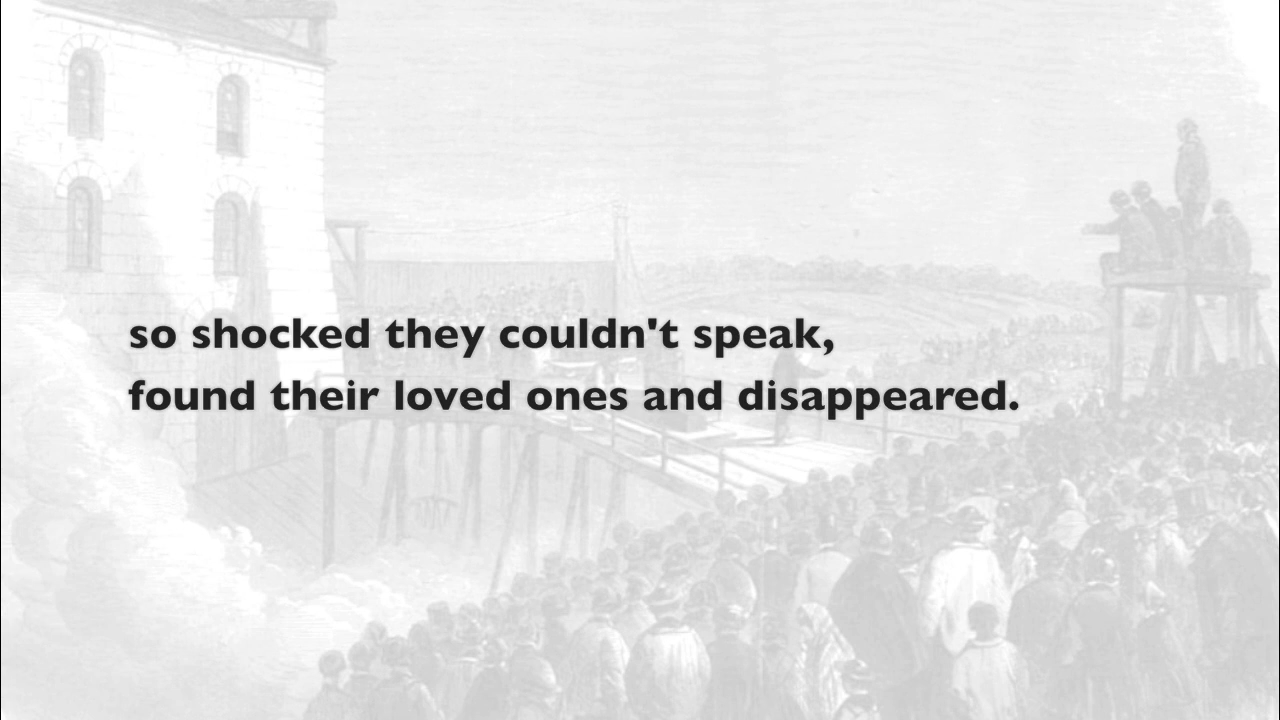 so shocked they couldn't speak,
found their loved ones and disappeared.